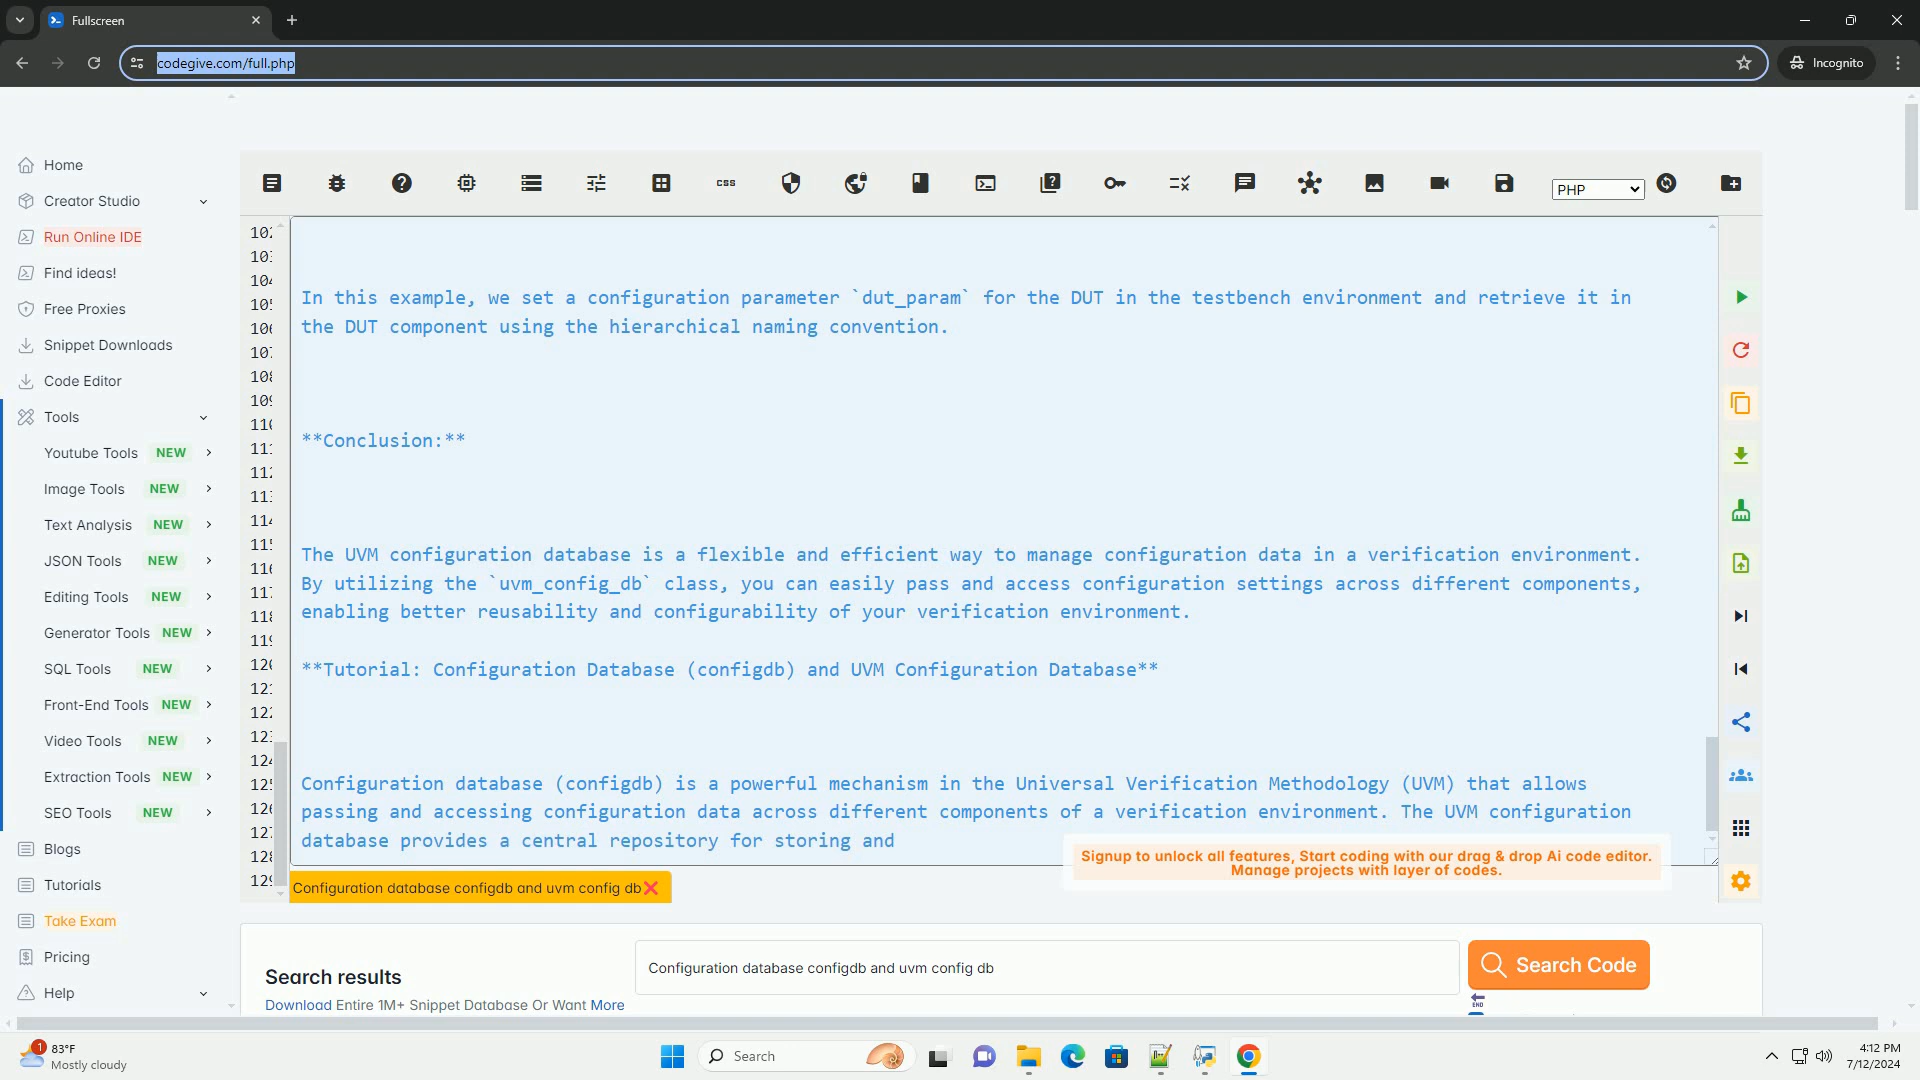 Fullscreen
codegive.com/full.php
Incognito
Home
Creator Studio
Run Online IDE
Find ideas!
Free Proxies
Snippet Downloads
Code Editor
Tools
Youtube Tools NEW
Image Tools NEW
Text Analysis NEW
JSON Tools NEW
Editing Tools NEW
Generator Tools NEW
SQL Tools NEW
Front-End Tools NEW
Video Tools NEW
Extraction Tools NEW
SEO Tools NEW
Blogs
Tutorials
Take Exam
Pricing
Help
css
PHP
In this example, we set a configuration parameter `dut_param` for the DUT in the testbench environment and retrieve it in
the DUT component using the hierarchical naming convention.
**Conclusion:**
The UVM configuration database is a flexible and efficient way to manage configuration data in a verification environment.
By utilizing the `uvm_config_db` class, you can easily pass and access configuration settings across different components,
enabling better reusability and configurability of your verification environment.
**Tutorial: Configuration Database (configdb) and UVM Configuration Database**
Configuration database (configdb) is a powerful mechanism in the Universal Verification Methodology (UVM) that allows
passing and accessing configuration data across different components of a verification environment. The UVM configuration
database provides a central repository for storing and
Signup to unlock all features, Start coding with our drag & drop Ai code editor.
Manage projects with layer of codes.
Configuration database configdb and uvm config db
Search results
Configuration database configdb and uvm config db
Search Code
Download Entire 1M+ Snippet Database Or Want More
END
1
83°F
Mostly cloudy
Search
4:12 PM
7/12/2024